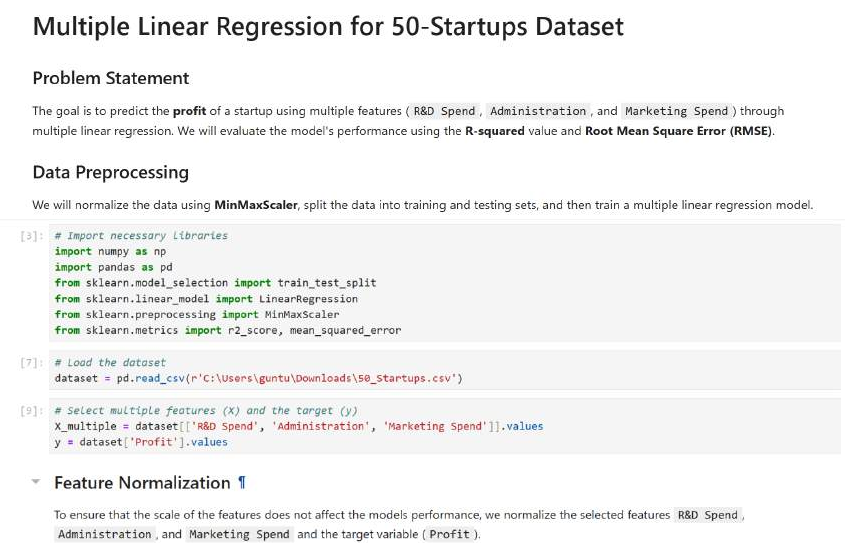 Multiple Linear Regression for 50-Startups Dataset
Problem Statement
The goal is to predict the profit of a startup using multiple features ( R&D Spend , Administration , and Marketing Spend ) through
multiple linear regression. We will evaluate the model's performance using the R-squared value and Root Mean Square Error (RMSE).
Data Preprocessing
We will normalize the data using MinMaxScaler, split the data into training and testing sets, and then train a multiple linear regression model.
[3]: # Import necessary libraries
import numpy as np
import pandas as pd
from sklearn.model_selection import train_test_split
from sklearn.linear_model import LinearRegression
from sklearn.preprocessing import MinMaxScaler
from sklearn.metrics import r2_score, mean_squared_error
[7]: # Load the dataset
dataset = pd.read_csv(r'C:\Users\guntu\Downloads\50_Startups.csv')
[9]: # Select multiple features (X) and the target (y)
X_multiple = dataset[['R&D Spend', 'Administration', 'Marketing Spend']].values
y = dataset['Profit'].values
Feature Normalization ¶
To ensure that the scale of the features does not affect the models performance, we normalize the selected features R&D Spend ,
Administration , and Marketing Spend and the target variable ( Profit ).